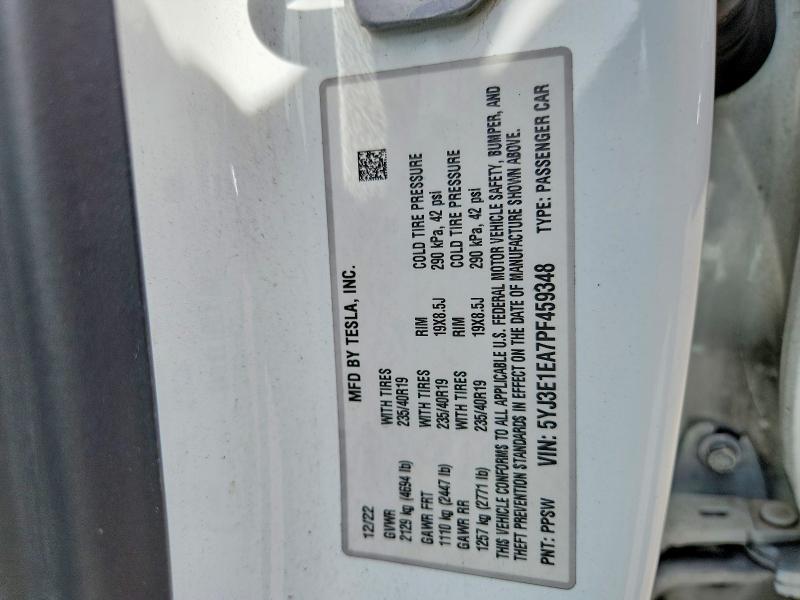 MFD BY TESLA, INC.
12/22
GVWR WITH TIRES
2129 kg (4694 lb) 235/40R19
GAWR FRT WITH TIRES RIM COLD TIRE PRESSURE
1110 kg (2447 lb) 235/40R19 19X8.5J 290 kPa, 42 psi
GAWR RR WITH TIRES RIM COLD TIRE PRESSURE
1257 kg (2771 lb) 235/40R19 19X8.5J 290 kPa, 42 psi
THIS VEHICLE CONFORMS TO ALL APPLICABLE U.S. FEDERAL MOTOR VEHICLE SAFETY, BUMPER, AND
THEFT PREVENTION STANDARDS IN EFFECT ON THE DATE OF MANUFACTURE SHOWN ABOVE.
PNT: PPSW VIN: 5YJ3E1EA7PF459348 TYPE: PASSENGER CAR